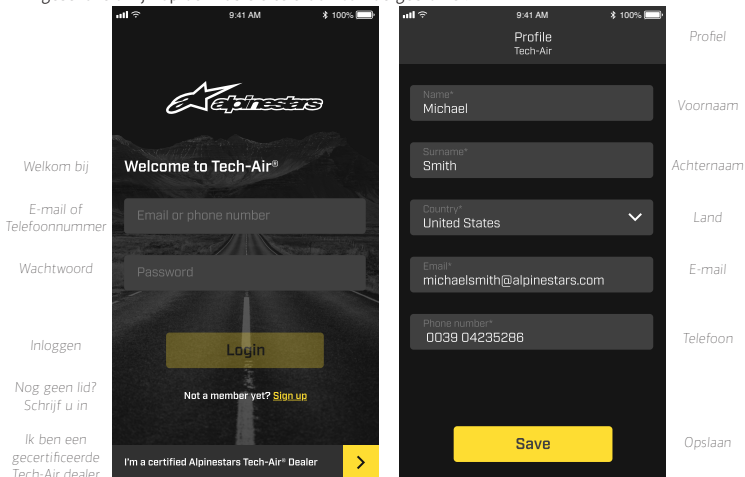 9:41 AM
100%
alpinestars
Welkom bij
Welcome to Tech-Air®
E-mail of
Telefoonnummer
Email or phone number
Wachtwoord
Password
Inloggen
Login
Nog geen lid?
Schrijf u in
Not a member yet? Sign up
Ik ben een
gecertificeerde
Tech-Air dealer
I'm a certified Alpinestars Tech-Air® Dealer
9:41 AM
100%
Profile
Tech-Air
Profiel
Name*
Michael
Voornaam
Surname*
Smith
Achternaam
Country*
United States
Land
Email*
michaelsmith@alpinestars.com
E-mail
Phone number*
0039 04235286
Telefoon
Save
Opslaan